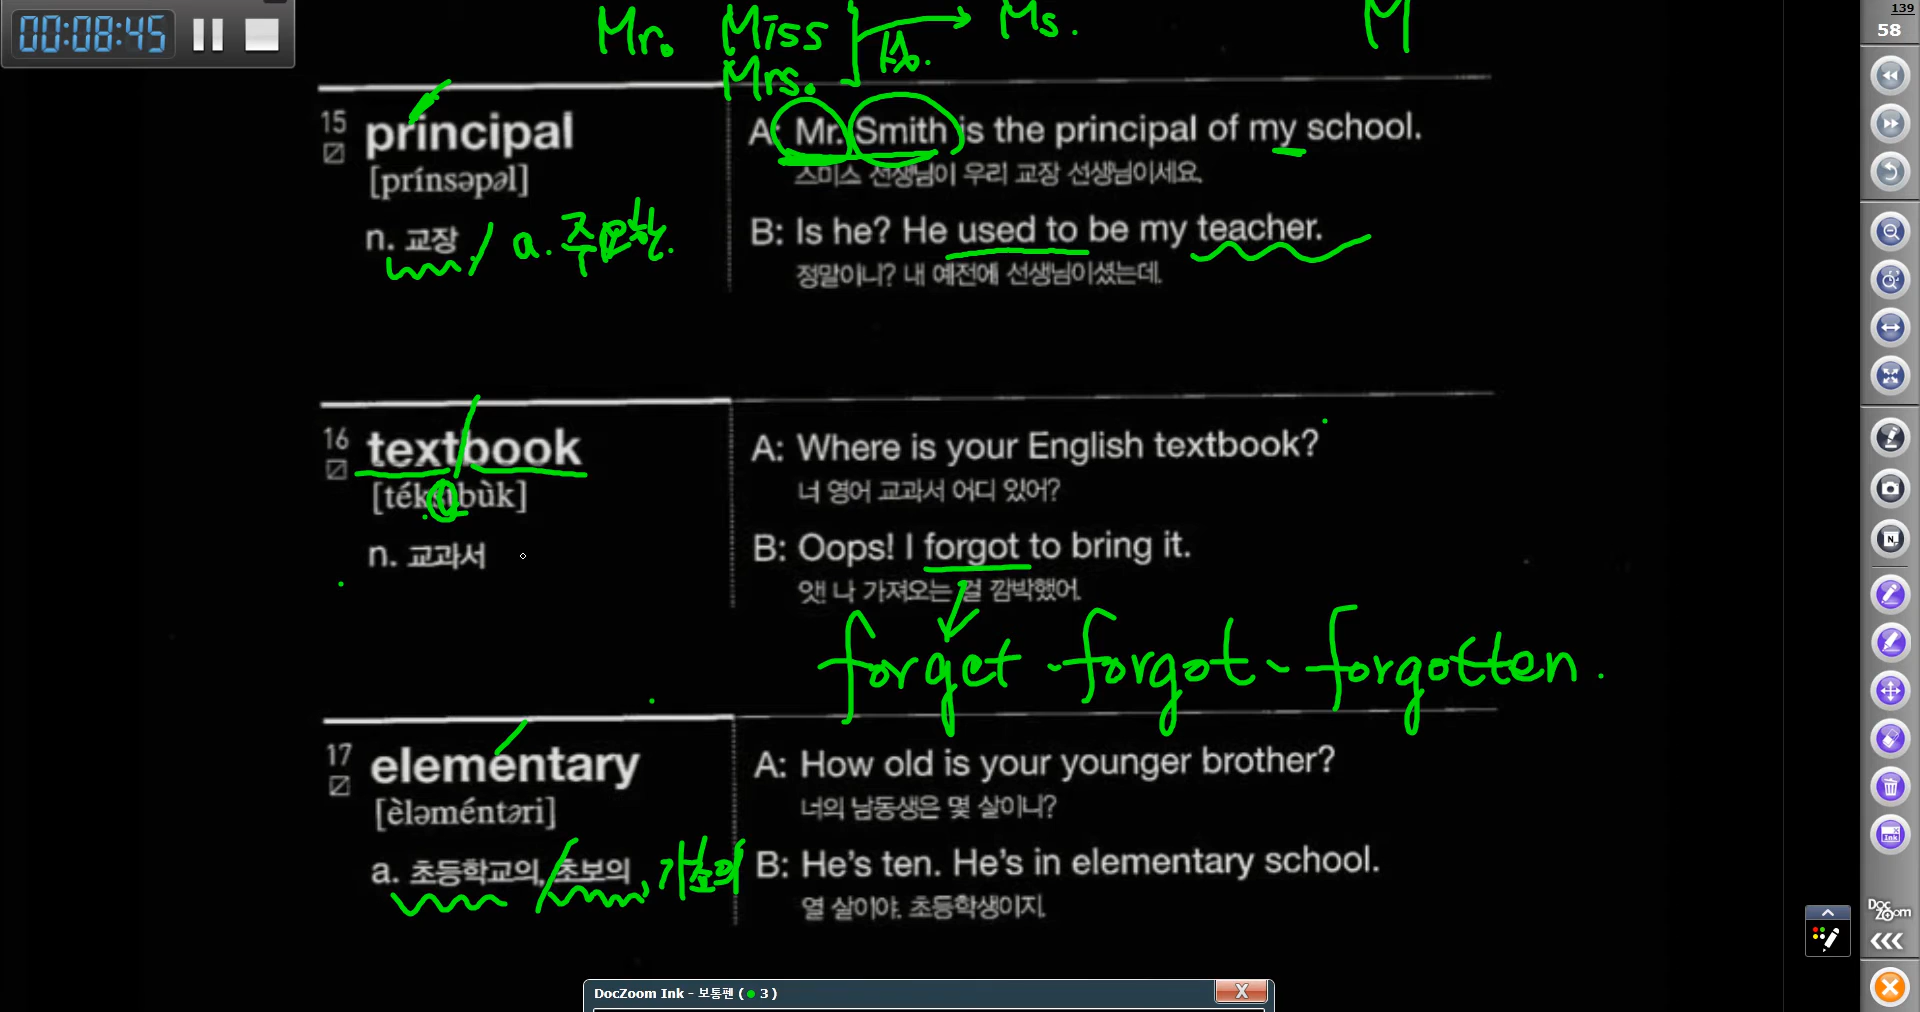 00:08:45
139
58
Mr. Miss Ms. M
Mrs.
15 principal
[prínsəpəl]
n. 교장 / a. 주요한.
A: Mr. Smith is the principal of my school.
스미스 선생님이 우리 교장 선생님이세요.
B: Is he? He used to be my teacher.
정말이니? 내 예전에 선생님이셨는데.
16 textbook
[tékstbùk]
n. 교과서
A: Where is your English textbook?
너 영어 교과서 어디 있어?
B: Oops! I forgot to bring it.
앗! 나 가져오는 걸 깜박했어.
forget - forgot - forgotten.
17 elementary
[èləméntəri]
a. 초등학교의, 초보의, 기초의
A: How old is your younger brother?
너의 남동생은 몇 살이니?
B: He's ten. He's in elementary school.
열 살이야. 초등학생이지.
Doc Zoom
DocZoom Ink - 보통펜 ( 3 )